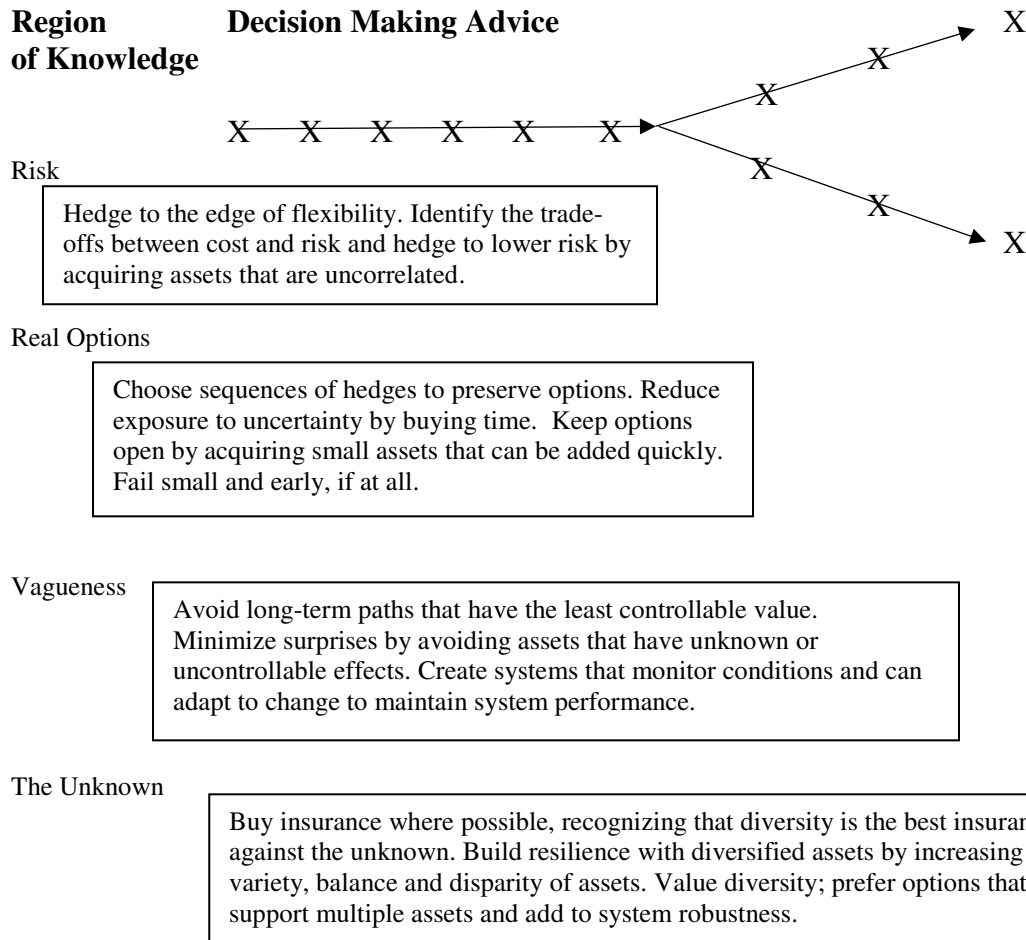 Region Decision Making Advice X
of Knowledge X
X
X X X X X X
Risk X
Hedge to the edge of flexibility. Identify the trade-
offs between cost and risk and hedge to lower risk by
acquiring assets that are uncorrelated.
X
X
Real Options
Choose sequences of hedges to preserve options. Reduce
exposure to uncertainty by buying time. Keep options
open by acquiring small assets that can be added quickly.
Fail small and early, if at all.
Vagueness
Avoid long-term paths that have the least controllable value.
Minimize surprises by avoiding assets that have unknown or
uncontrollable effects. Create systems that monitor conditions and can
adapt to change to maintain system performance.
The Unknown
Buy insurance where possible, recognizing that diversity is the best
against the unknown. Build resilience with diversified assets by increasing
variety, balance and disparity of assets. Value diversity; prefer options that
support multiple assets and add to system robustness.